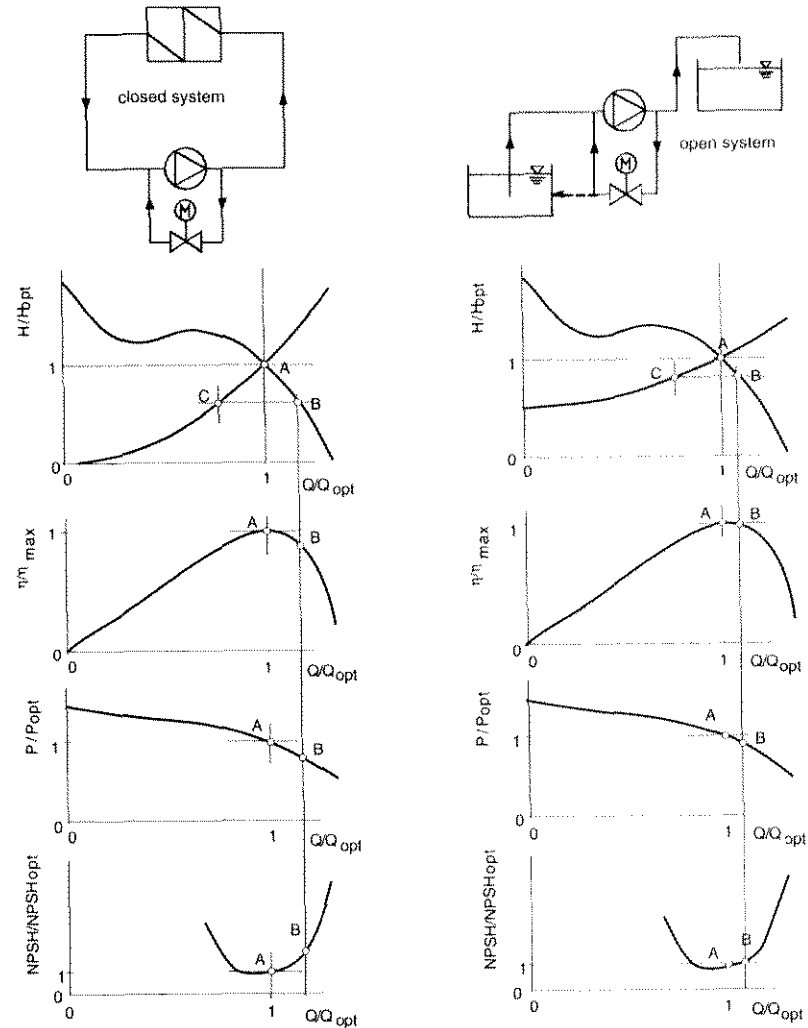 closed system
M
open system
M
H/Hopt
1
C
A
B
0
0
1
Q/Qopt
H/Hopt
1
C
A
B
0
0
1
Q/Qopt
η/ηmax
1
A
B
0
0
1
Q/Qopt
η/ηmax
1
A
B
0
0
1
Q/Qopt
P/Popt
1
A
B
0
0
1
Q/Qopt
P/Popt
1
A
B
0
0
1
Q/Qopt
NPSH/NPSHopt
1
A
B
0
0
1
Q/Qopt
NPSH/NPSHopt
1
A
B
0
0
1
Q/Qopt